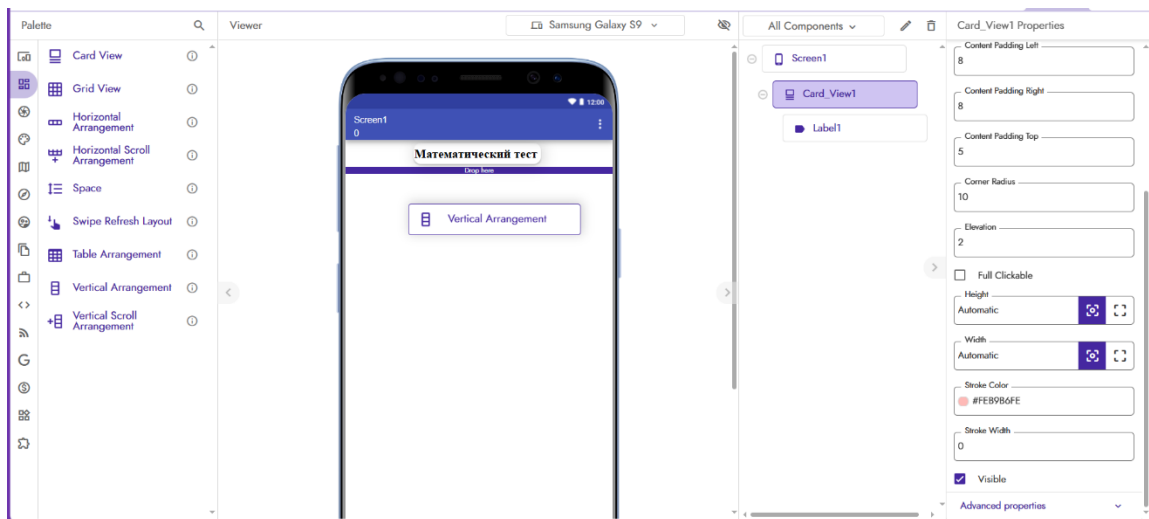 Palette
Viewer
Samsung Galaxy S9
All Components
Card_View1 Properties
Card View
Grid View
Horizontal
Arrangement
Horizontal Scroll
Arrangement
Space
Swipe Refresh Layout
Table Arrangement
Vertical Arrangement
Vertical Scroll
Arrangement
12:00
Screen1
0
Математический тест
Drop here
Vertical Arrangement
Screen1
Card_View1
Label1
Content Padding Left
8
Content Padding Right
8
Content Padding Top
5
Corner Radius
10
Elevation
2
Full Clickable
Height
Automatic
Width
Automatic
Stroke Color
#FEB9B6FE
Stroke Width
0
Visible
Advanced properties